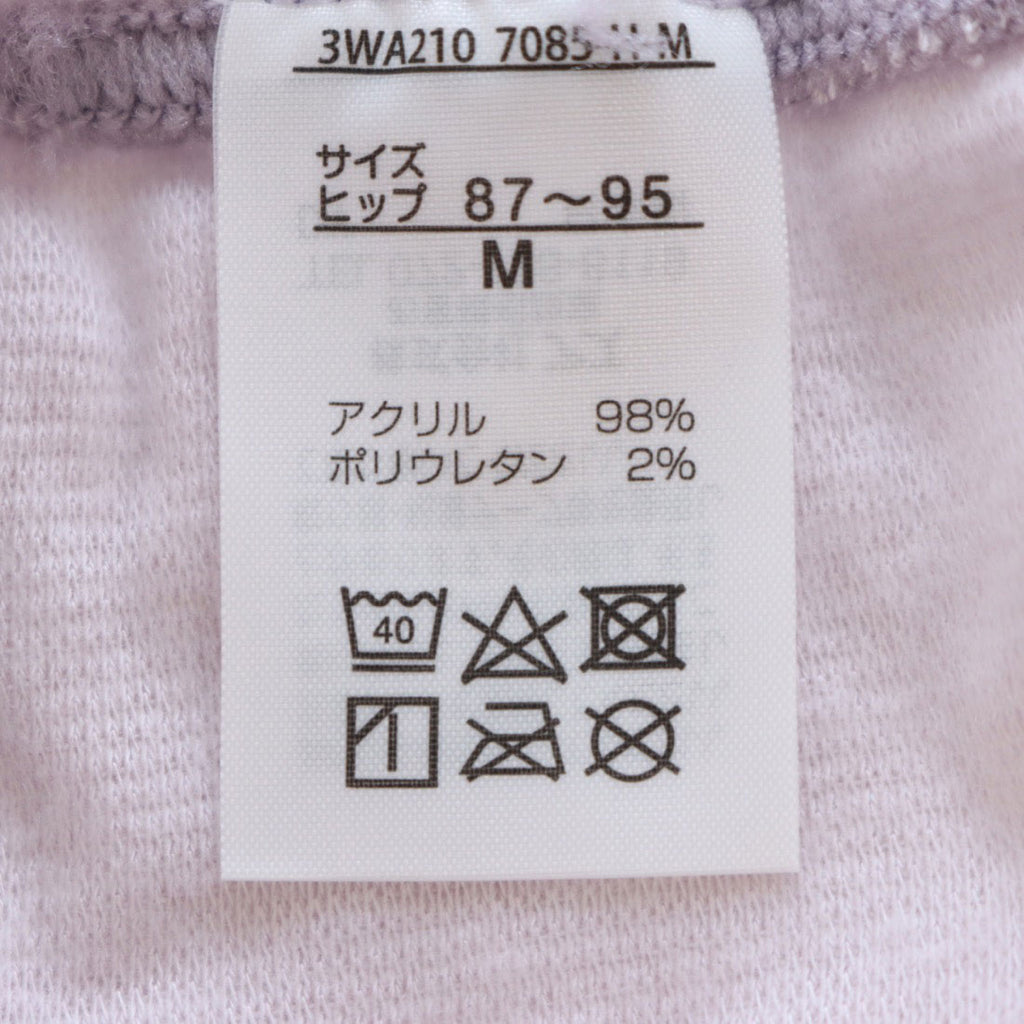 3WA210 7085-H-M
サイズ
ヒップ 87～95
M
アクリル 98%
ポリウレタン 2%
40